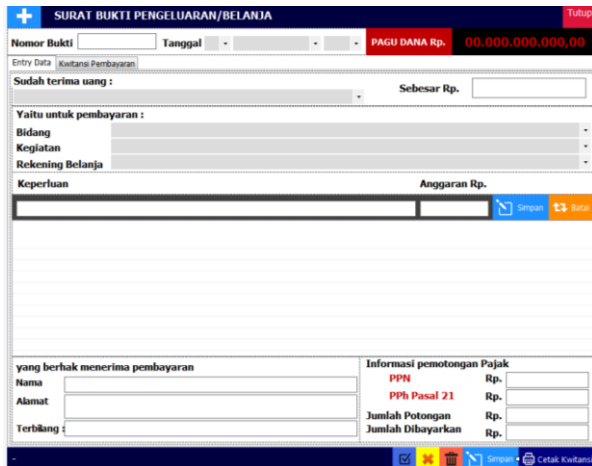 SURAT BUKTI PENGELUARAN/BELANJA Tutup
Nomor Bukti Tanggal - - - PAGU DANA Rp. 00.000.000.000,00
Entry Data Kwitansi Pembayaran
Sudah terima uang :
Sebesar Rp.
Yaitu untuk pembayaran :
Bidang
Kegiatan
Rekening Belanja
Keperluan Anggaran Rp.
Simpan Batal
yang berhak menerima pembayaran Informasi pemotongan Pajak
Nama PPN Rp.
Alamat PPh Pasal 21 Rp.
Jumlah Potongan Rp.
Terbilang : Jumlah Dibayarkan Rp.
- Simpan Cetak Kwitansi